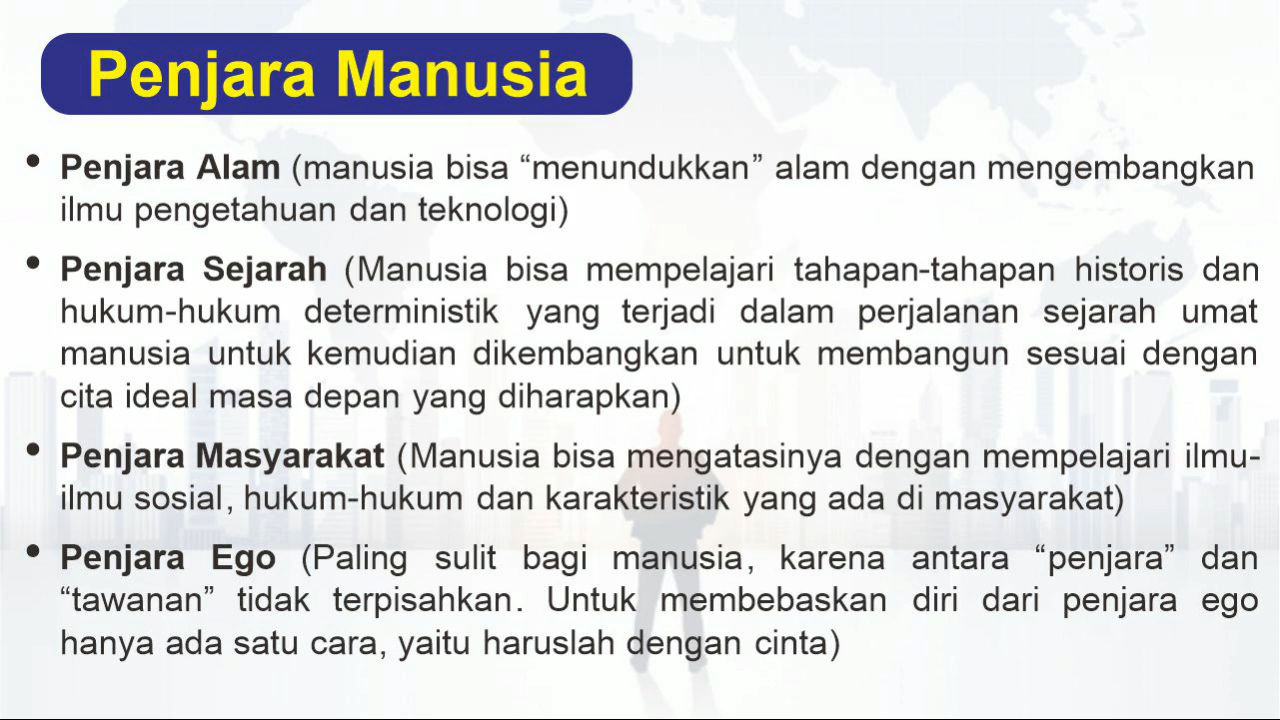 Penjara Manusia
• Penjara Alam (manusia bisa “menundukkan” alam dengan mengembangkan
ilmu pengetahuan dan teknologi)
• Penjara Sejarah (Manusia bisa mempelajari tahapan-tahapan historis dan
hukum-hukum deterministik yang terjadi dalam perjalanan sejarah umat
manusia untuk kemudian dikembangkan untuk membangun sesuai dengan
cita ideal masa depan yang diharapkan)
• Penjara Masyarakat (Manusia bisa mengatasinya dengan mempelajari ilmu-
ilmu sosial, hukum-hukum dan karakteristik yang ada di masyarakat)
• Penjara Ego (Paling sulit bagi manusia, karena antara “penjara” dan
“tawanan” tidak terpisahkan. Untuk membebaskan diri dari penjara ego
hanya ada satu cara, yaitu haruslah dengan cinta)